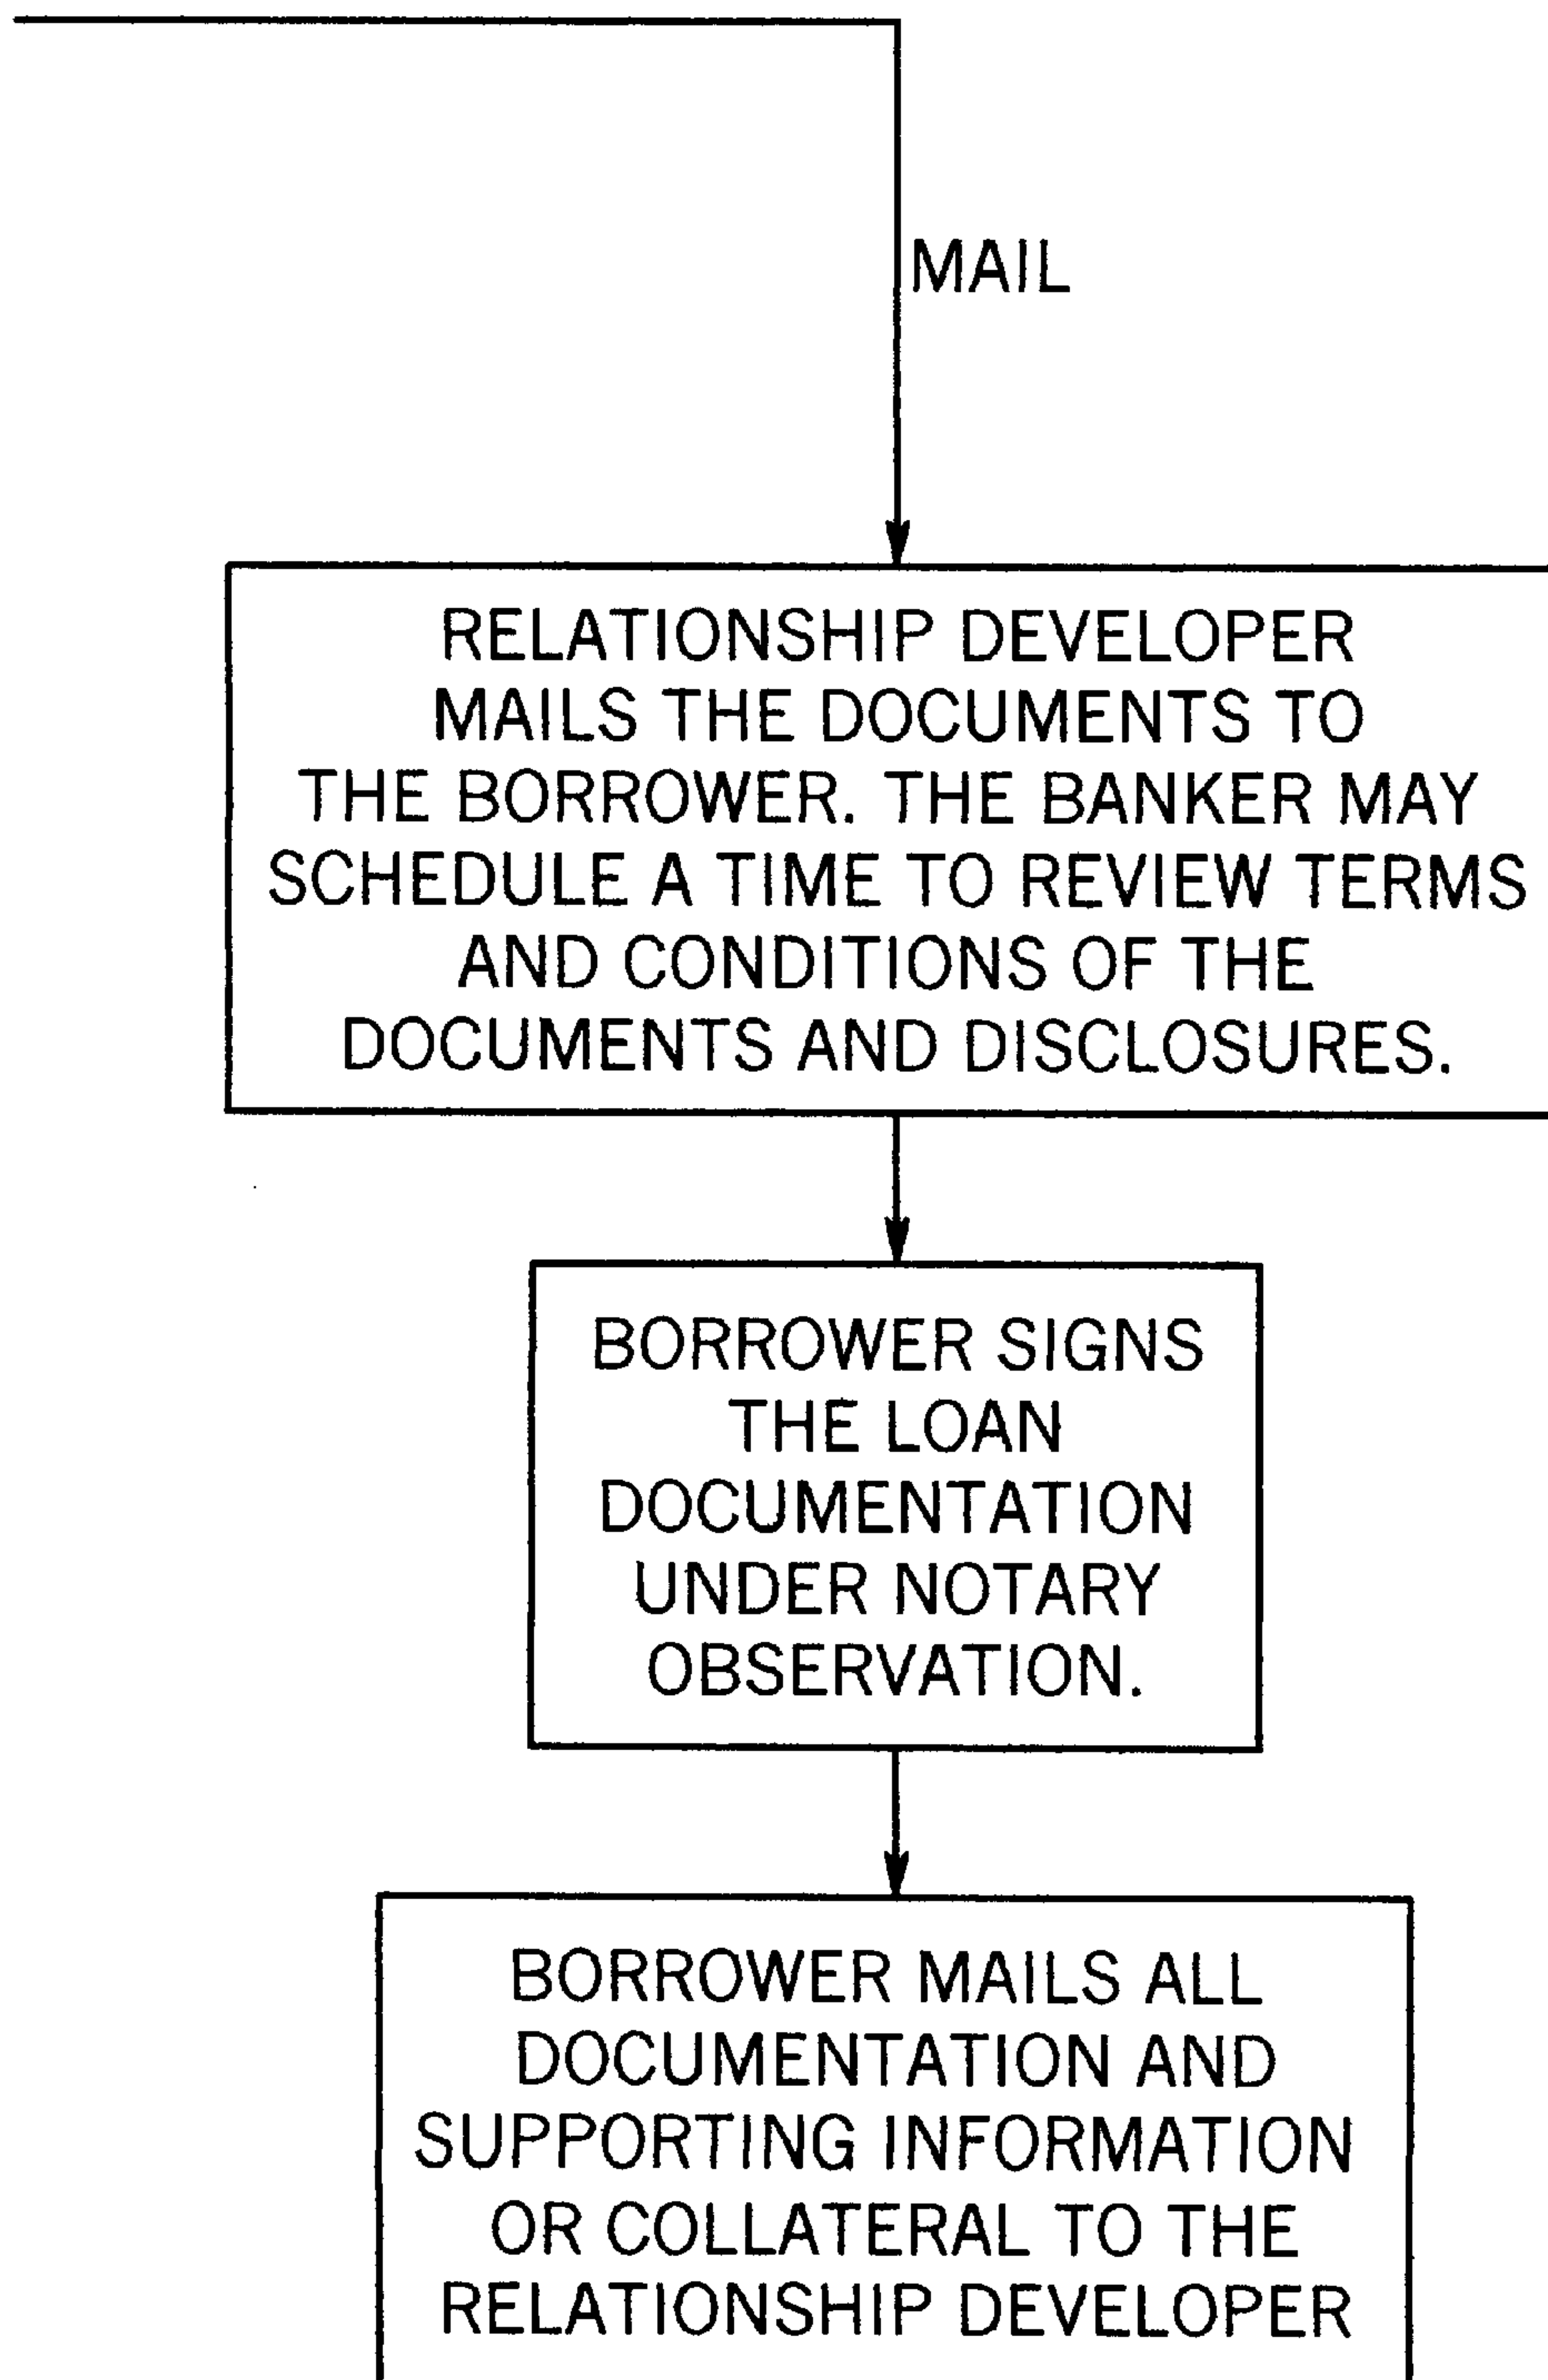 MAIL
RELATIONSHIP DEVELOPER
MAILS THE DOCUMENTS TO
THE BORROWER. THE BANKER MAY
SCHEDULE A TIME TO REVIEW TERMS
AND CONDITIONS OF THE
DOCUMENTS AND DISCLOSURES.
BORROWER SIGNS
THE LOAN
DOCUMENTATION
UNDER NOTARY
OBSERVATION.
BORROWER MAILS ALL
DOCUMENTATION AND
SUPPORTING INFORMATION
OR COLLATERAL TO THE
RELATIONSHIP DEVELOPER